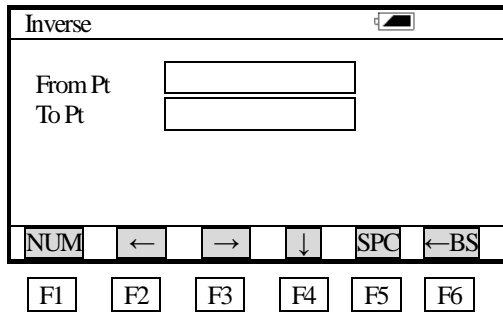 Inverse
From Pt
To Pt
NUM ← → ↓ SPC ←BS
F1 F2 F3 F4 F5 F6